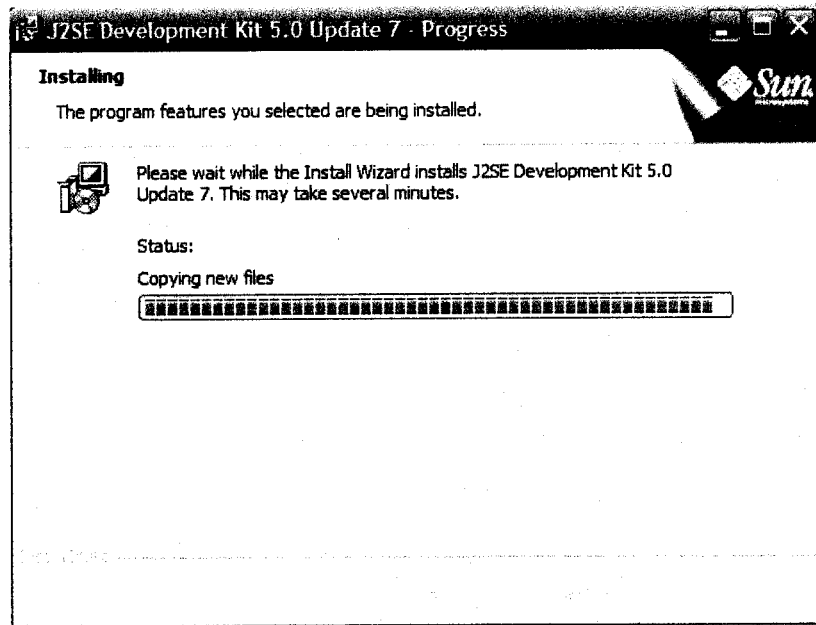 J2SE Development Kit 5.0 Update 7 - Progress
Installing
The program features you selected are being installed.
Sun
microsystems
Please wait while the Install Wizard installs J2SE Development Kit 5.0
Update 7. This may take several minutes.
Status:
Copying new files